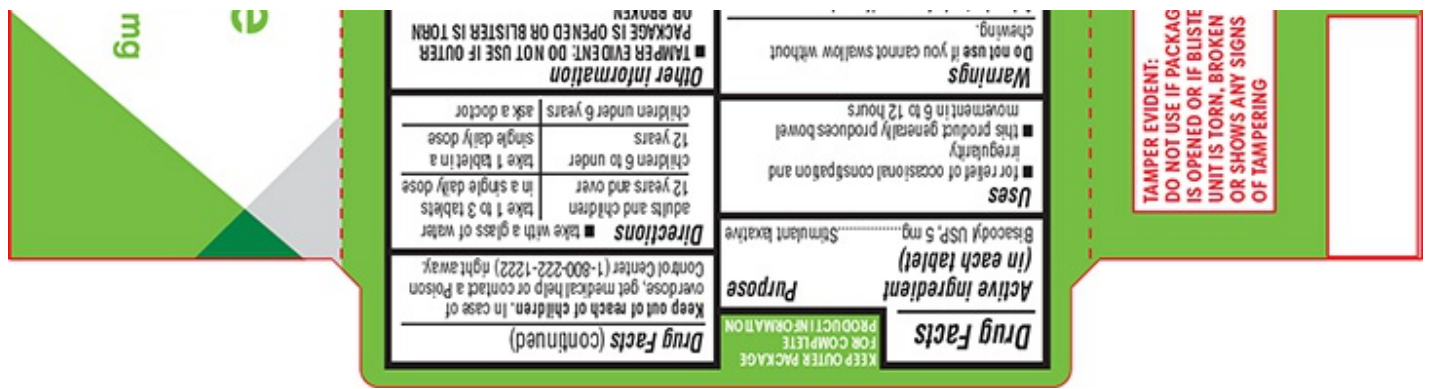 Drug Facts
KEEP OUTER PACKAGE
FOR COMPLETE
PRODUCT INFORMATION
Active ingredient
(in each tablet)
Purpose
Bisacodyl USP, 5 mg....................Stimulant laxative
Uses
■ for relief of occasional constipation and
irregularity
■ this product generally produces bowel
movement in 6 to 12 hours
Warnings
Do not use if you cannot swallow without
chewing.
Drug Facts (continued)
Keep out of reach of children. In case of
overdose, get medical help or contact a Poison
Control Center (1-800-222-1222) right away.
Directions ■ take with a glass of water
adults and children
12 years and over
take 1 to 3 tablets
in a single daily dose
children 6 to under
12 years
take 1 tablet in a
single daily dose
children under 6 years
ask a doctor
Other information
■ TAMPER EVIDENT: DO NOT USE IF OUTER
PACKAGE IS OPENED OR BLISTER IS TORN
OR BROKEN
e
mg
TAMPER EVIDENT:
DO NOT USE IF PACKAG
IS OPENED OR IF BLISTE
UNIT IS TORN, BROKEN
OR SHOWS ANY SIGNS
OF TAMPERING